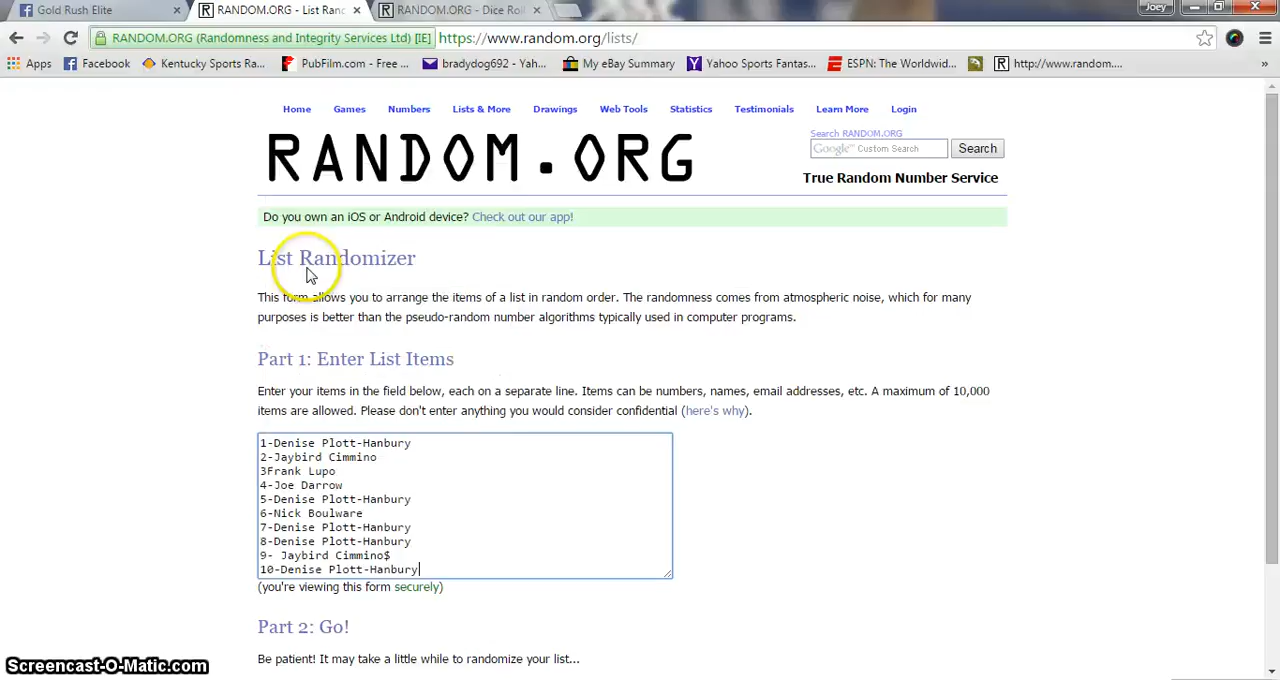 Gold Rush Elite
RANDOM.ORG - List Ran
RANDOM.ORG - Dice Roll
Joey
RANDOM.ORG (Randomness and Integrity Services Ltd) [IE]
https://www.random.org/lists/
Apps
Facebook
Kentucky Sports Ra...
PubFilm.com - Free ...
bradydog692 - Yah...
My eBay Summary
Yahoo Sports Fantas...
ESPN: The Worldwid...
http://www.random....
»
Home Games Numbers Lists & More Drawings Web Tools Statistics Testimonials Learn More Login
RANDOM.ORG
Search RANDOM.ORG
Google™ Custom Search
Search
True Random Number Service
Do you own an iOS or Android device? Check out our app!
List Randomizer
This form allows you to arrange the items of a list in random order. The randomness comes from atmospheric noise, which for many
purposes is better than the pseudo-random number algorithms typically used in computer programs.
Part 1: Enter List Items
Enter your items in the field below, each on a separate line. Items can be numbers, names, email addresses, etc. A maximum of 10,000
items are allowed. Please don't enter anything you would consider confidential (here's why).
1-Denise Plott-Hanbury
2-Jaybird Cimmino
3Frank Lupo
4-Joe Darrow
5-Denise Plott-Hanbury
6-Nick Boulware
7-Denise Plott-Hanbury
8-Denise Plott-Hanbury
9- Jaybird Cimmino$
10-Denise Plott-Hanbury
(you're viewing this form securely)
Part 2: Go!
Be patient! It may take a little while to randomize your list...
Screencast-O-Matic.com